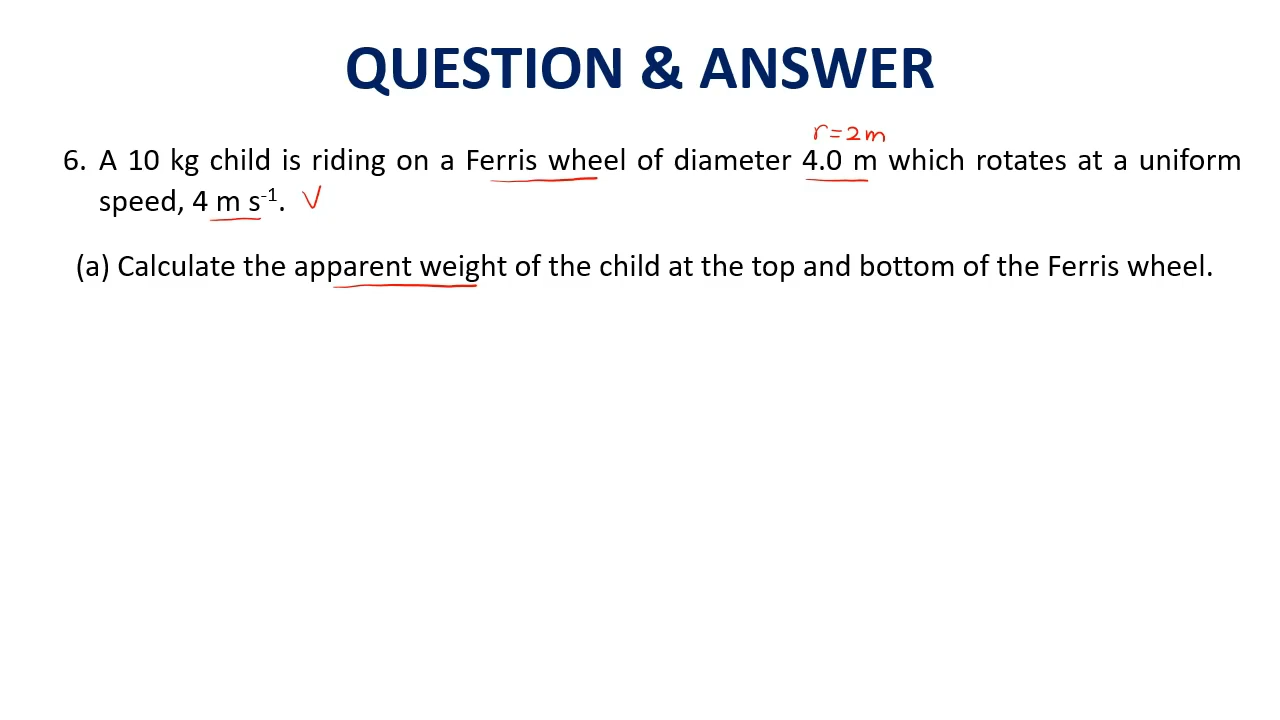 QUESTION & ANSWER
r = 2 m
6. A 10 kg child is riding on a Ferris wheel of diameter 4.0 m which rotates at a uniform
speed, 4 m s⁻¹. V
(a) Calculate the apparent weight of the child at the top and bottom of the Ferris wheel.